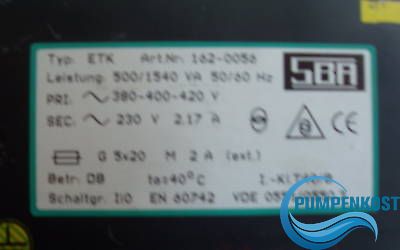 Typ: ETK Art.Nr: 162-0056
Leistung: 500/1540 VA 50/60 Hz
SBA
PRI. 380-400-420 V
SEC. 230 V 2.17 A
G 5x20 M 2 A (ext.)
Betr: DB ta=40°C
Schaltgr. I/0 EN 60742 VDE
PUMPENKOST